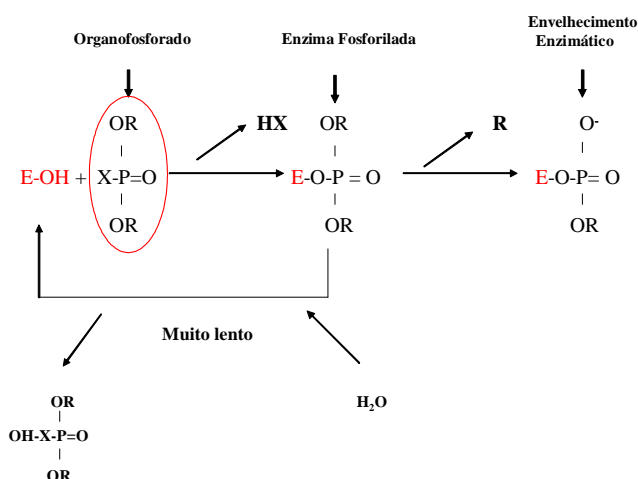 Organofosforado
Enzima Fosforilada
Envelhecimento
Enzimático
OR
HX
OR
R
O-
E-OH + X-P=O
E-O-P = O
E-O-P= O
OR
OR
OR
Muito lento
OR
OH-X-P=O
OR
H₂O